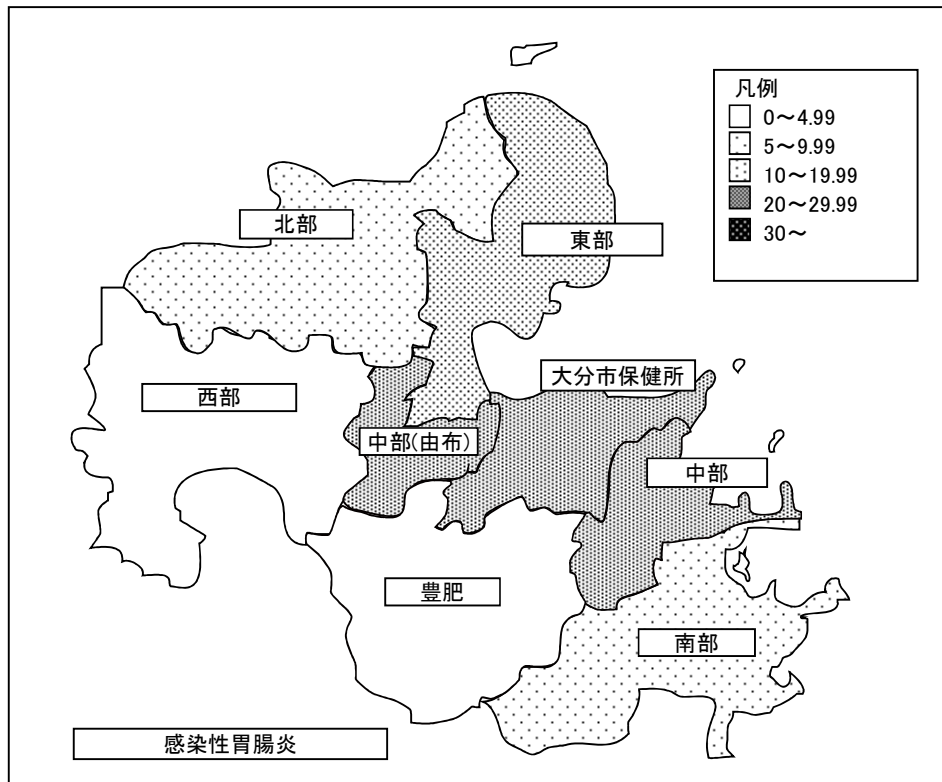 凡例
0～4.99
5～9.99
10～19.99
20～29.99
30～
北部
東部
大分市保健所
西部
中部(由布)
中部
豊肥
南部
感染性胃腸炎